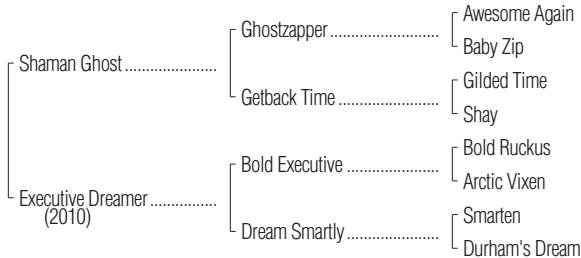 Awesome Again
Ghostzapper
Baby Zip
Shaman Ghost
Gilded Time
Getback Time
Shay
Bold Ruckus
Bold Executive
Arctic Vixen
Executive Dreamer
(2010)
Smarten
Dream Smartly
Durham's Dream